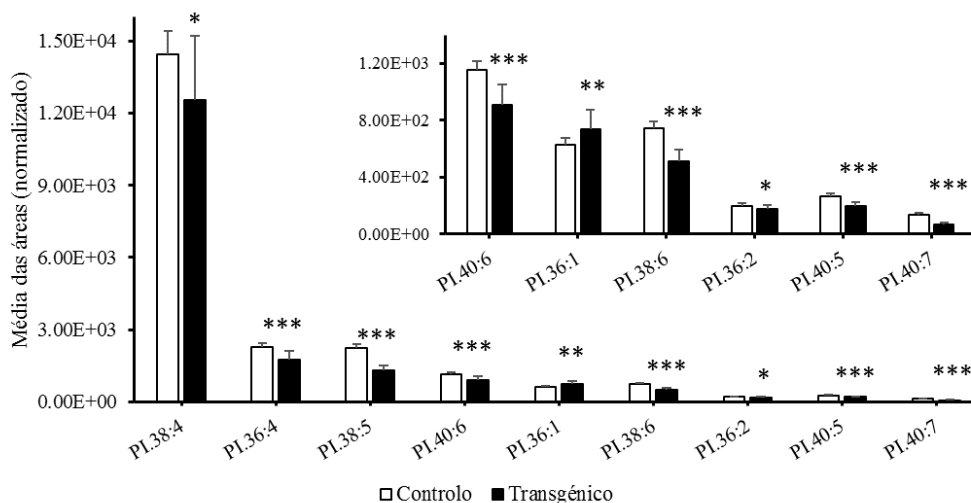 Média das áreas (normalizado)
1.50E+04
1.20E+04
9.00E+03
6.00E+03
3.00E+03
0.00E+00
*
***
***
***
**
***
*
***
***
PI.38:4
PI.36:4
PI.38:5
PI.40:6
PI.36:1
PI.38:6
PI.36:2
PI.40:5
PI.40:7
1.20E+03
8.00E+02
4.00E+02
0.00E+00
***
**
***
*
***
***
PI.40:6
PI.36:1
PI.38:6
PI.36:2
PI.40:5
PI.40:7
Controlo Transgénico